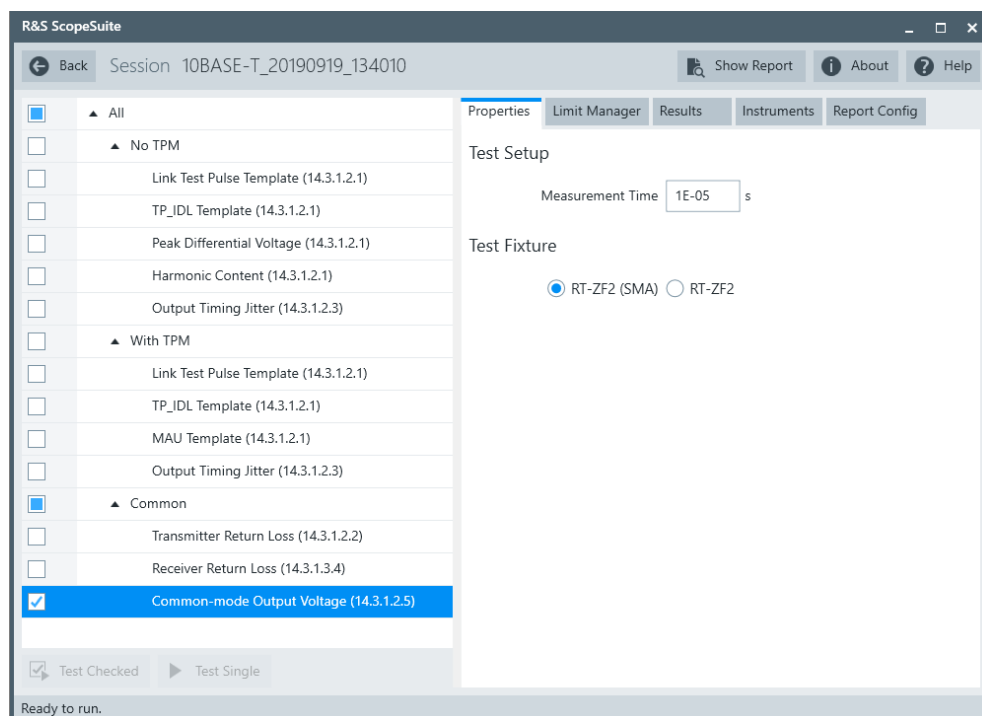 R&S ScopeSuite
Back Session 10BASE-T_20190919_134010 Show Report About Help
All
No TPM
Link Test Pulse Template (14.3.1.2.1)
TP_IDL Template (14.3.1.2.1)
Peak Differential Voltage (14.3.1.2.1)
Harmonic Content (14.3.1.2.1)
Output Timing Jitter (14.3.1.2.3)
With TPM
Link Test Pulse Template (14.3.1.2.1)
TP_IDL Template (14.3.1.2.1)
MAU Template (14.3.1.2.1)
Output Timing Jitter (14.3.1.2.3)
Common
Transmitter Return Loss (14.3.1.2.2)
Receiver Return Loss (14.3.1.3.4)
Common-mode Output Voltage (14.3.1.2.5)
Test Checked Test Single
Properties Limit Manager Results Instruments Report Config
Test Setup
Measurement Time 1E-05 s
Test Fixture
RT-ZF2 (SMA) RT-ZF2
Ready to run.